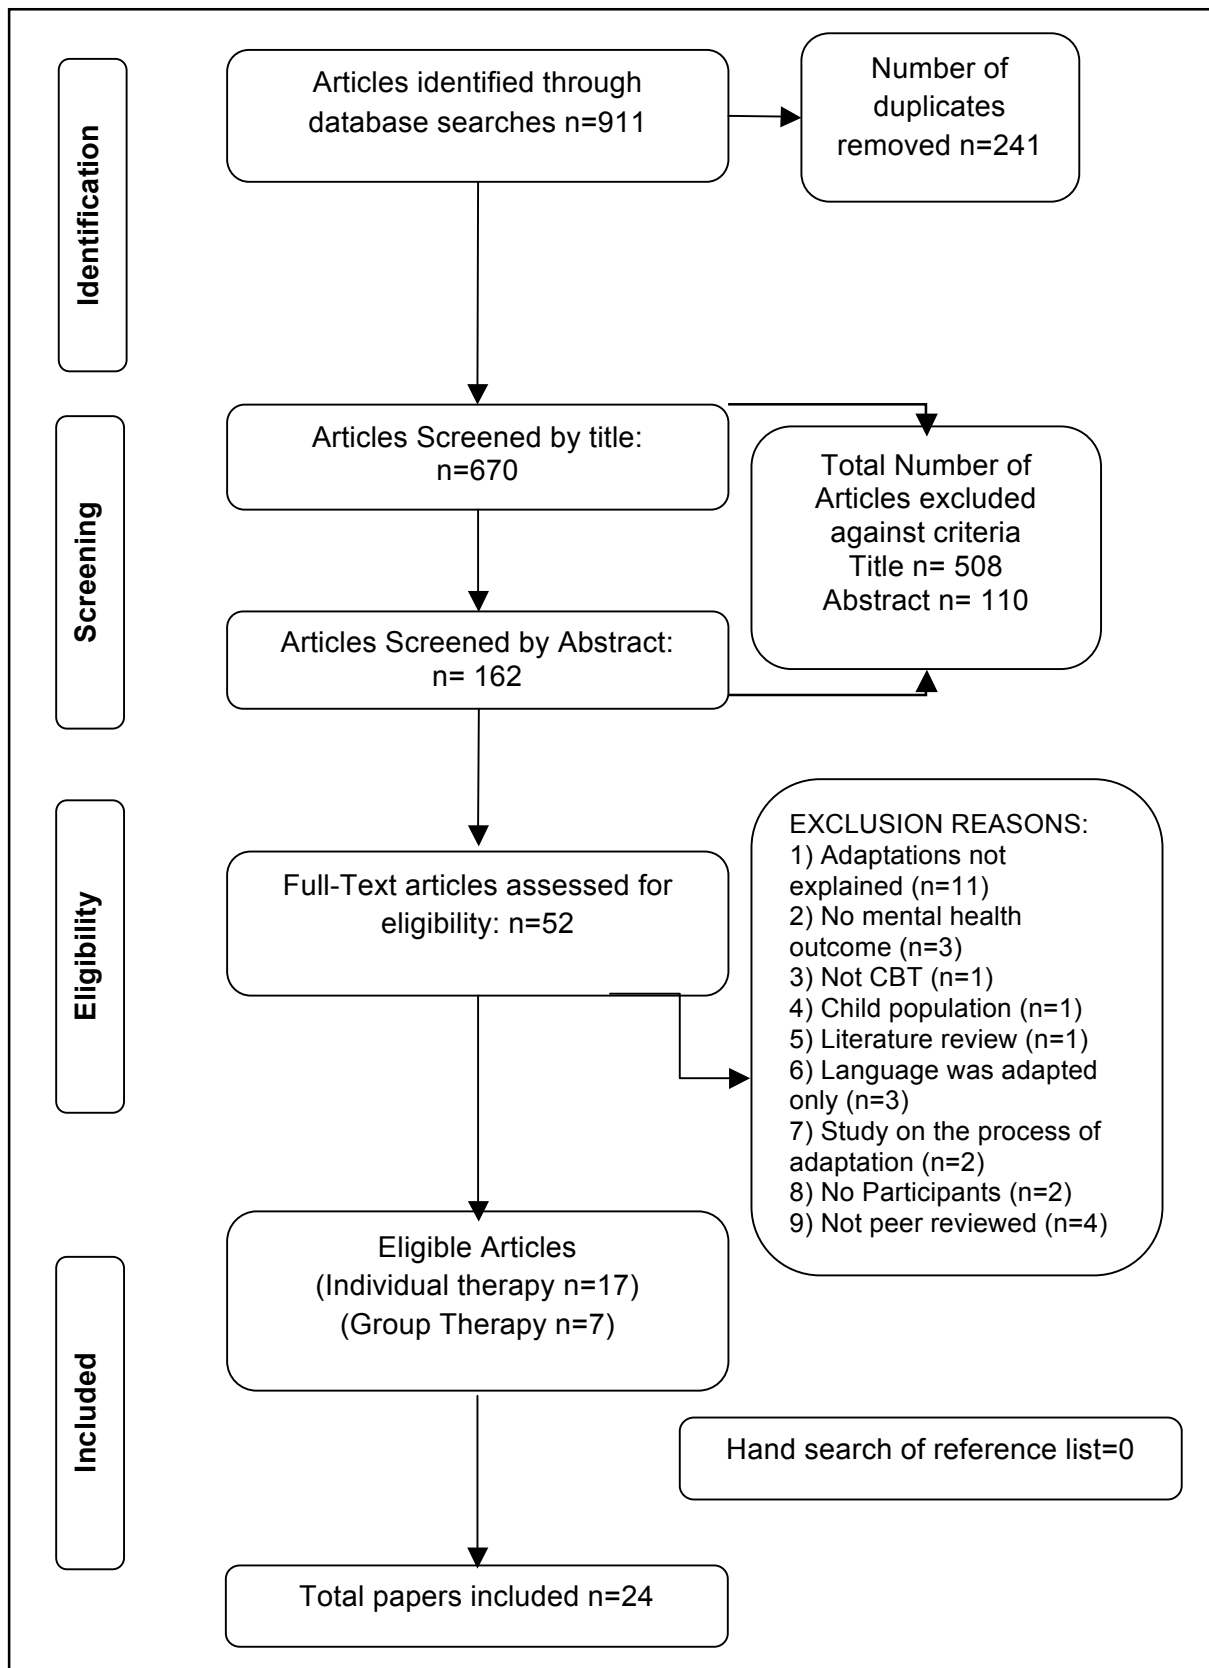 Identification
Articles identified through
database searches n=911
Number of
duplicates
removed n=241
Screening
Articles Screened by title:
n=670
Total Number of
Articles excluded
against criteria
Title n= 508
Abstract n= 110
Articles Screened by Abstract:
n= 162
Eligibility
Full-Text articles assessed for
eligibility: n=52
EXCLUSION REASONS:
1) Adaptations not
explained (n=11)
2) No mental health
outcome (n=3)
3) Not CBT (n=1)
4) Child population (n=1)
5) Literature review (n=1)
6) Language was adapted
only (n=3)
7) Study on the process of
adaptation (n=2)
8) No Participants (n=2)
9) Not peer reviewed (n=4)
Included
Eligible Articles
(Individual therapy n=17)
(Group Therapy n=7)
Hand search of reference list=0
Total papers included n=24